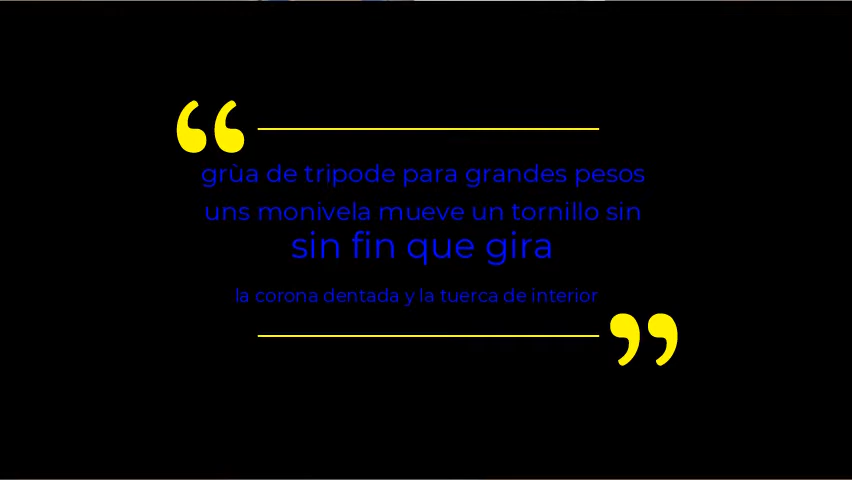 “
grùa de tripode para grandes pesos
uns monivela mueve un tornillo sin
sin fin que gira
la corona dentada y la tuerca de interior
”